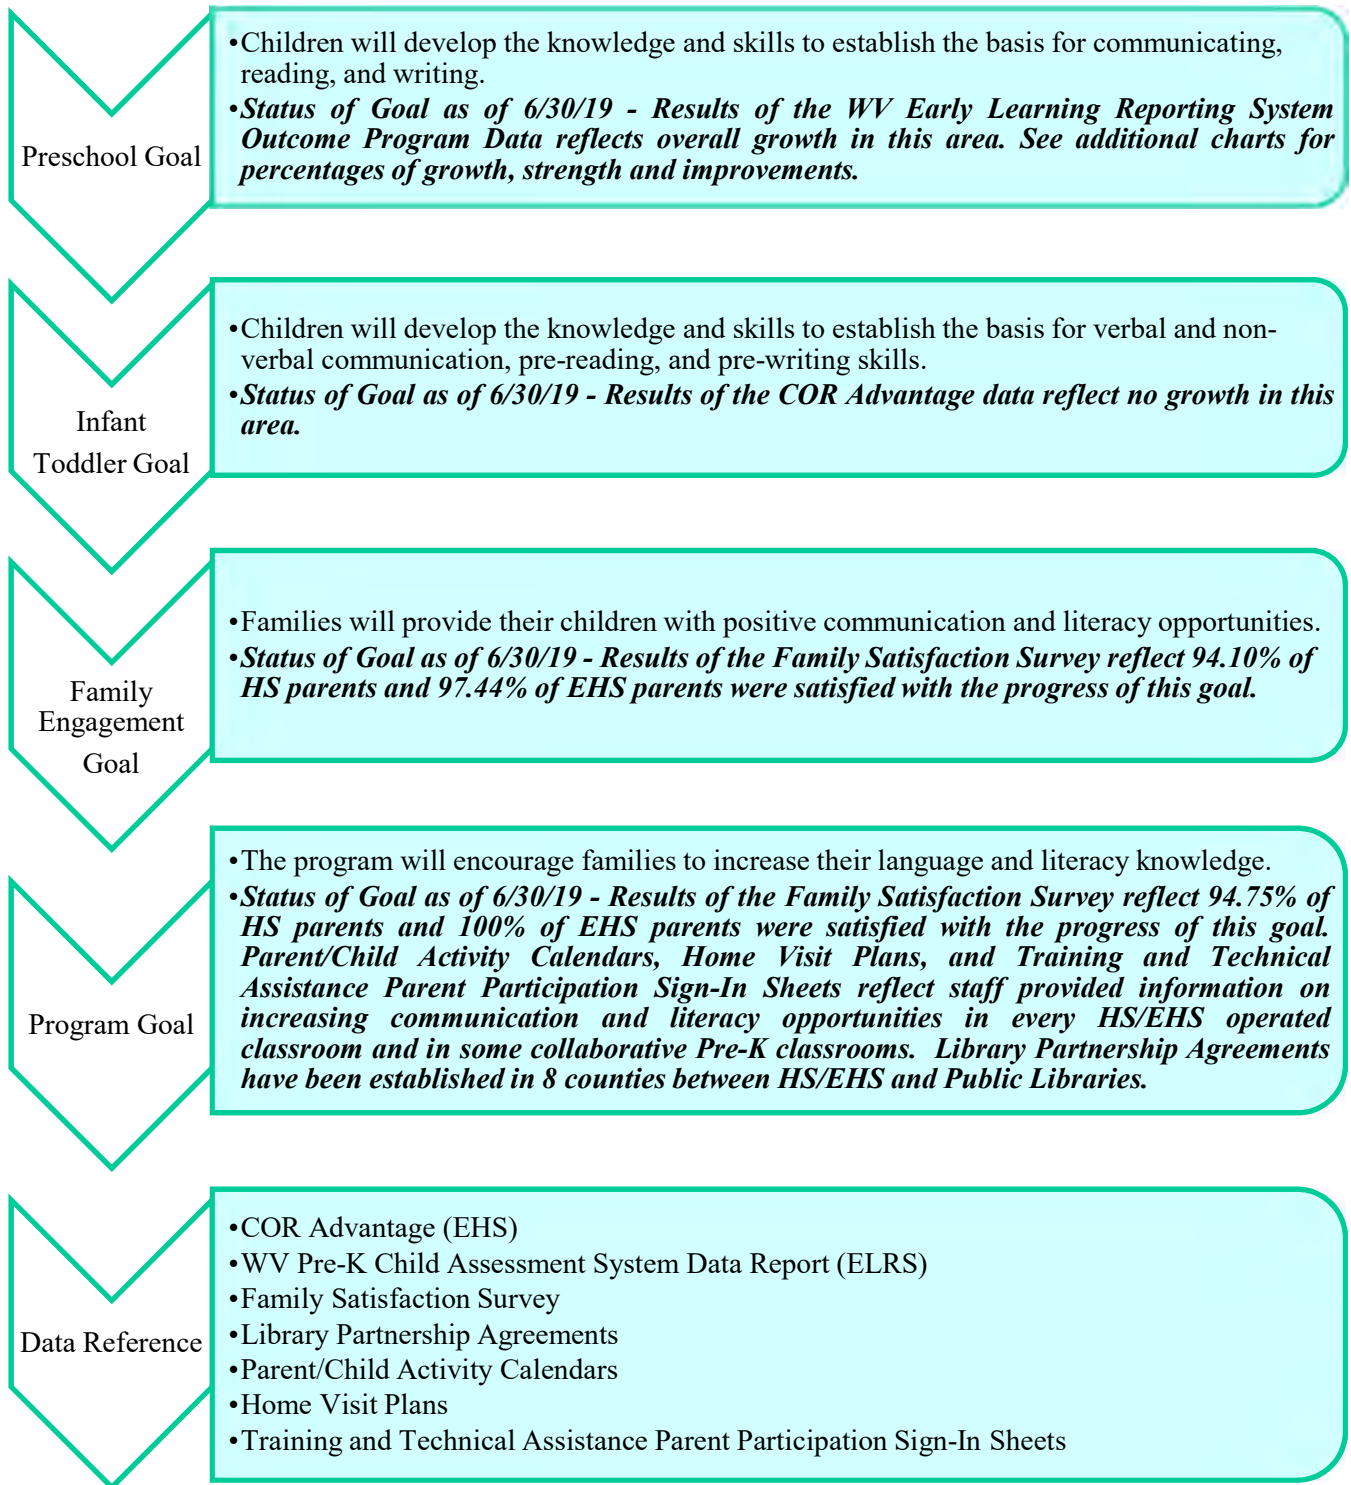 Preschool Goal
•Children will develop the knowledge and skills to establish the basis for communicating,
reading, and writing.
•Status of Goal as of 6/30/19 - Results of the WV Early Learning Reporting System
Outcome Program Data reflects overall growth in this area. See additional charts for
percentages of growth, strength and improvements.
Infant
Toddler Goal
•Children will develop the knowledge and skills to establish the basis for verbal and non-
verbal communication, pre-reading, and pre-writing skills.
•Status of Goal as of 6/30/19 - Results of the COR Advantage data reflect no growth in this
area.
Family
Engagement
Goal
•Families will provide their children with positive communication and literacy opportunities.
•Status of Goal as of 6/30/19 - Results of the Family Satisfaction Survey reflect 94.10% of
HS parents and 97.44% of EHS parents were satisfied with the progress of this goal.
Program Goal
•The program will encourage families to increase their language and literacy knowledge.
•Status of Goal as of 6/30/19 - Results of the Family Satisfaction Survey reflect 94.75% of
HS parents and 100% of EHS parents were satisfied with the progress of this goal.
Parent/Child Activity Calendars, Home Visit Plans, and Training and Technical
Assistance Parent Participation Sign-In Sheets reflect staff provided information on
increasing communication and literacy opportunities in every HS/EHS operated
classroom and in some collaborative Pre-K classrooms. Library Partnership Agreements
have been established in 8 counties between HS/EHS and Public Libraries.
Data Reference
•COR Advantage (EHS)
•WV Pre-K Child Assessment System Data Report (ELRS)
•Family Satisfaction Survey
•Library Partnership Agreements
•Parent/Child Activity Calendars
•Home Visit Plans
•Training and Technical Assistance Parent Participation Sign-In Sheets